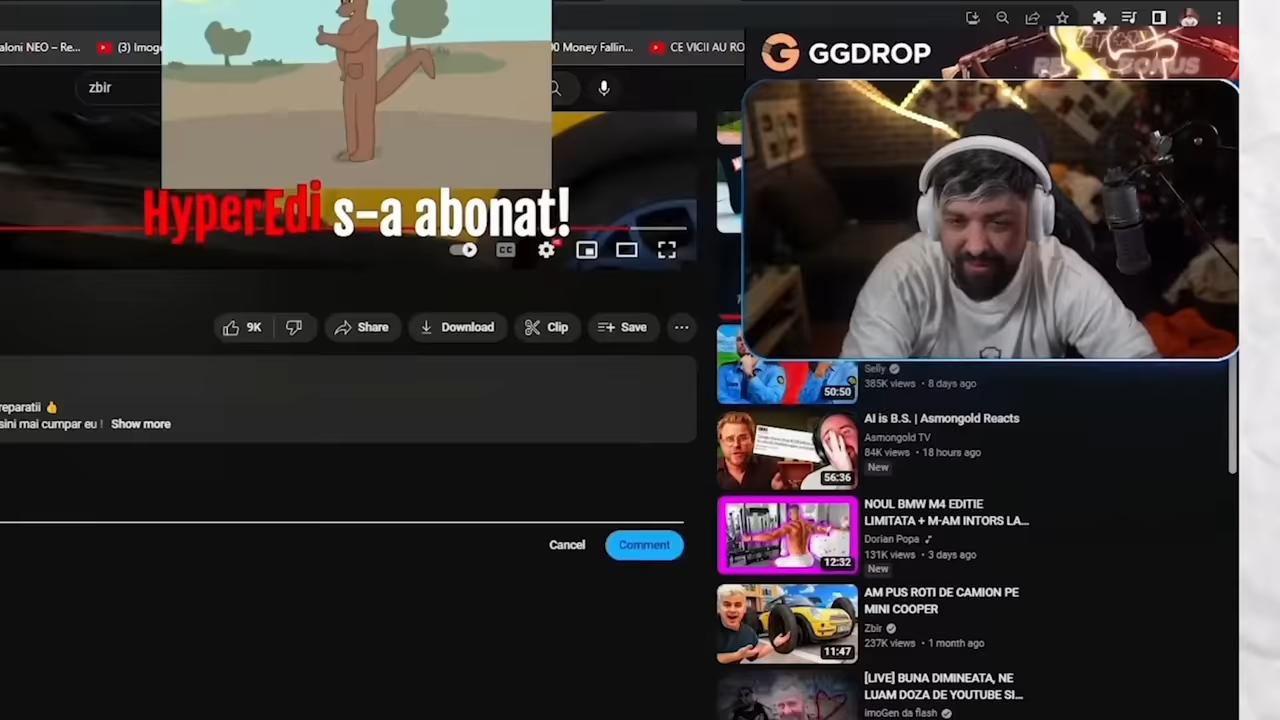 aloni NEO – Re...
(3) Imoge
00 Money Fallin...
CE VICII AU RO
GGDROP
BONUS
zbir
HyperEdi s-a abonat!
CC
9K
Share
Download
Clip
Save
reparatii 👍
sini mai cumpar eu ! Show more
Cancel
Comment
Selly
385K views • 8 days ago
50:50
AI is B.S. | Asmongold Reacts
Asmongold TV
84K views • 18 hours ago
New
56:36
NOUL BMW M4 EDITIE
LIMITATA + M-AM INTORS LA...
Dorian Popa ♪
131K views • 3 days ago
New
12:32
AM PUS ROTI DE CAMION PE
MINI COOPER
Zbir
237K views • 1 month ago
11:47
[LIVE] BUNA DIMINEATA, NE
LUAM DOZA DE YOUTUBE SI...
imoGen da flash